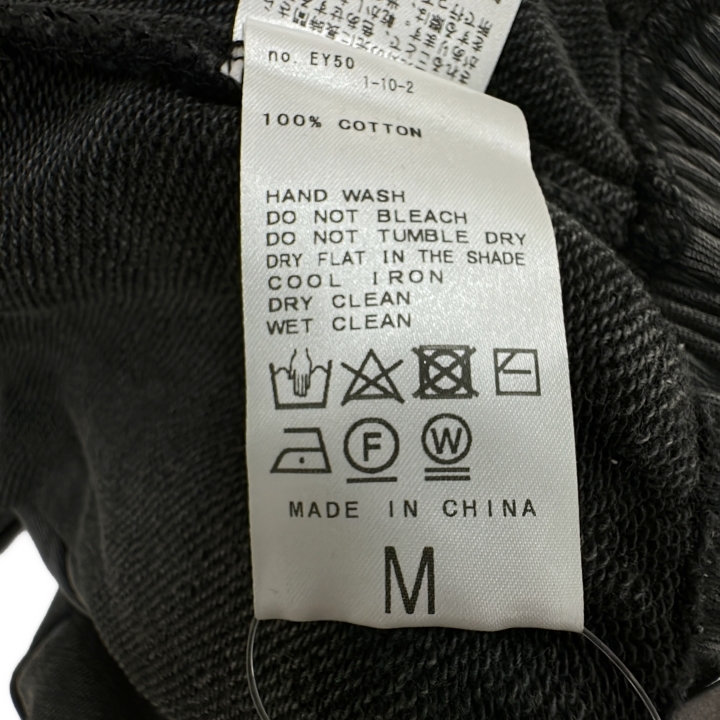 no. EY50
1-10-2
100% COTTON
HAND WASH
DO NOT BLEACH
DO NOT TUMBLE DRY
DRY FLAT IN THE SHADE
COOL IRON
DRY CLEAN
WET CLEAN
F W
MADE IN CHINA
M